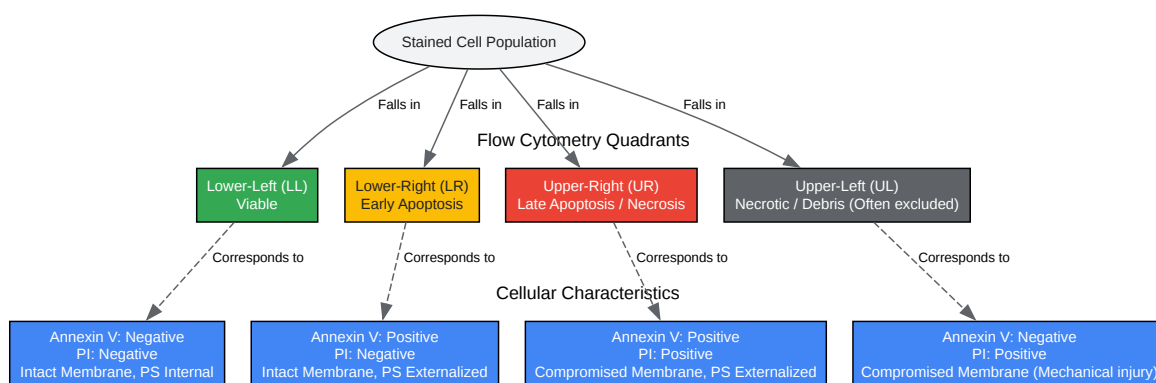 Stained Cell Population
Falls in
Falls in
Falls in
Falls in
Flow Cytometry Quadrants
Lower-Left (LL)
Viable
Lower-Right (LR)
Early Apoptosis
Upper-Right (UR)
Late Apoptosis / Necrosis
Upper-Left (UL)
Necrotic / Debris (Often excluded)
Corresponds to
Corresponds to
Corresponds to
Corresponds to
Cellular Characteristics
Annexin V: Negative
PI: Negative
Intact Membrane, PS Internal
Annexin V: Positive
PI: Negative
Intact Membrane, PS Externalized
Annexin V: Positive
PI: Positive
Compromised Membrane, PS Externalized
Annexin V: Negative
PI: Positive
Compromised Membrane (Mechanical injury)